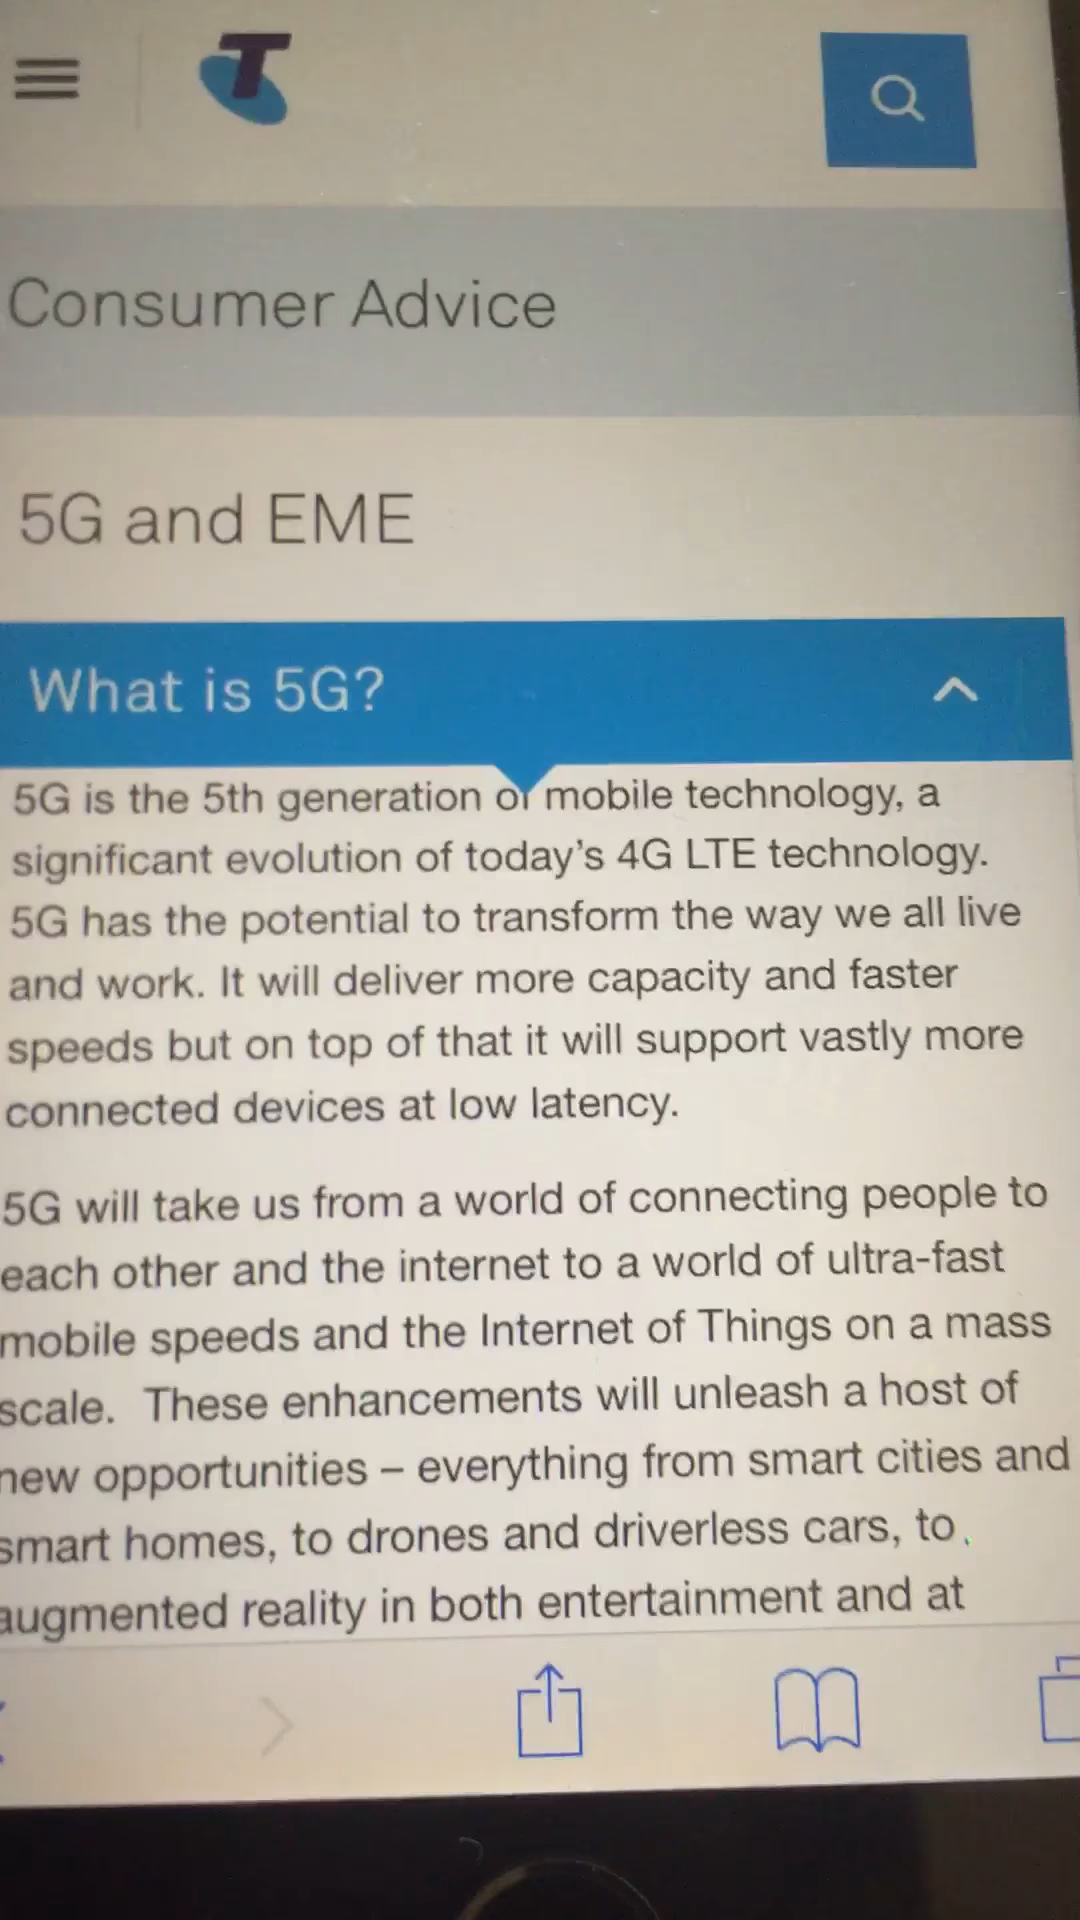 T
Consumer Advice
5G and EME
What is 5G?
5G is the 5th generation of mobile technology, a
significant evolution of today's 4G LTE technology.
5G has the potential to transform the way we all live
and work. It will deliver more capacity and faster
speeds but on top of that it will support vastly more
connected devices at low latency.
5G will take us from a world of connecting people to
each other and the internet to a world of ultra-fast
mobile speeds and the Internet of Things on a mass
scale. These enhancements will unleash a host of
new opportunities – everything from smart cities and
smart homes, to drones and driverless cars, to
augmented reality in both entertainment and at